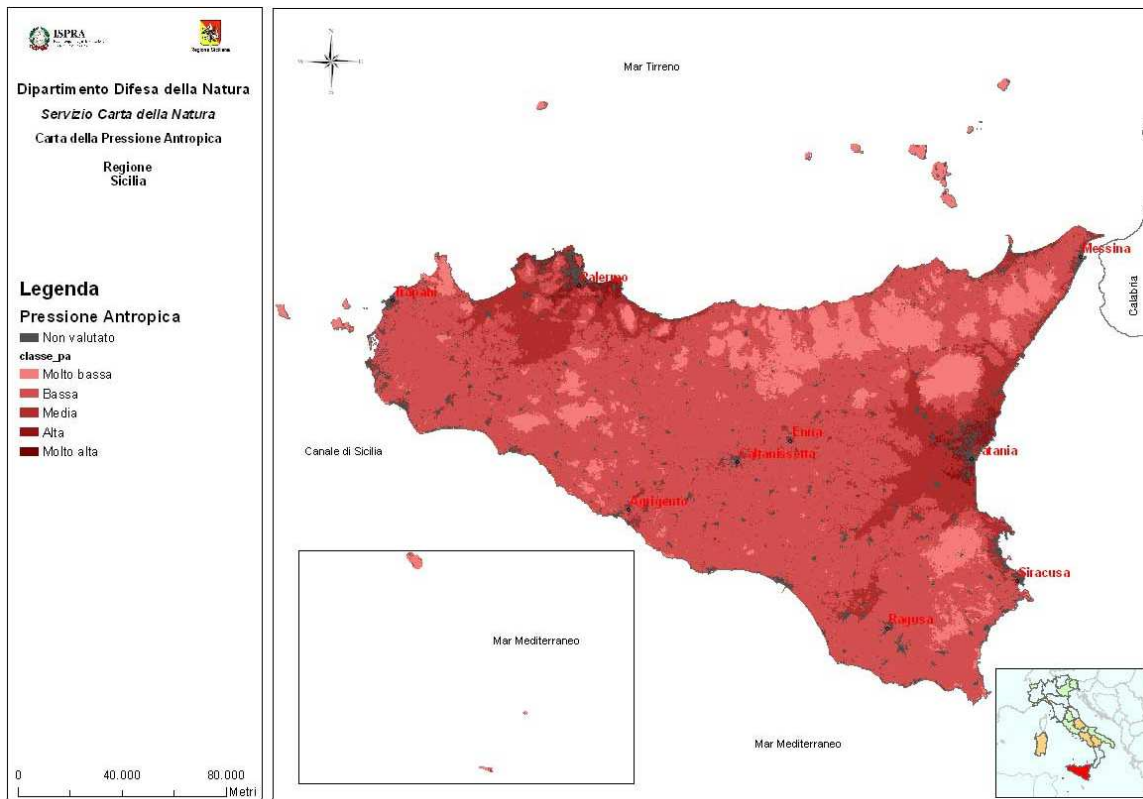 ISPRA
Regione Siciliana
Dipartimento Difesa della Natura
Servizio Carta della Natura
Carta della Pressione Antropica
Regione
Sicilia
Legenda
Pressione Antropica
Non valutato
classe_pa
Molto bassa
Bassa
Media
Alta
Molto alta
0 40.000 80.000
Metri
N
Mar Tirreno
Messina
Calabria
Palermo
Trapani
Canale di Sicilia
Enna
Caltanissetta
Catania
Agrigento
Siracusa
Ragusa
Mar Mediterraneo
Mar Mediterraneo